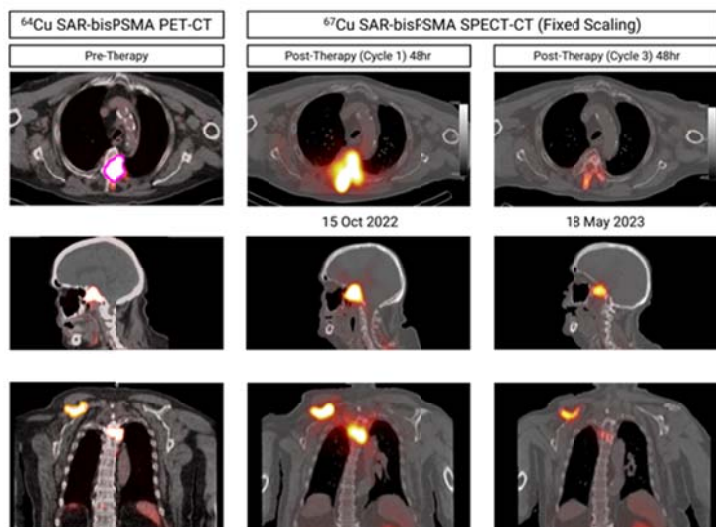 ⁶⁴Cu SAR-bisPSMA PET-CT
⁶⁷Cu SAR-bisPSMA SPECT-CT (Fixed Scaling)
Pre-Therapy
Post-Therapy (Cycle 1) 48hr
Post-Therapy (Cycle 3) 48hr
15 Oct 2022
18 May 2023